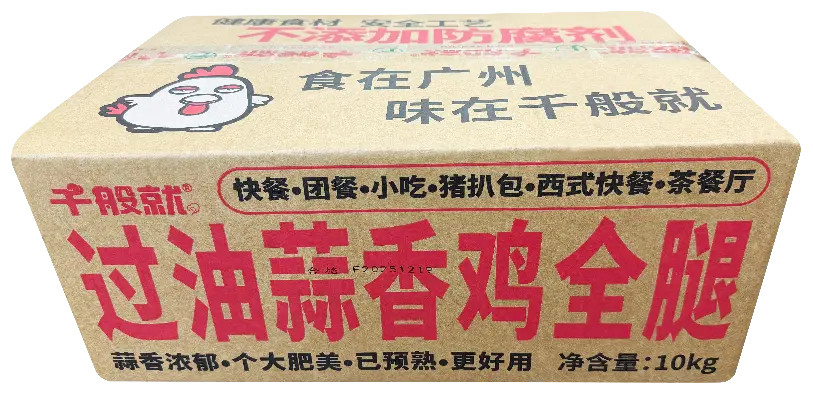 健康食材 安全工艺
不添加防腐剂
食在广州
味在千般就
千般就®
快餐•团餐•小吃•猪扒包•西式快餐•茶餐厅
过油蒜香鸡全腿
合格 F20251219
蒜香浓郁•个大肥美•已预熟•更好用 净含量:10kg